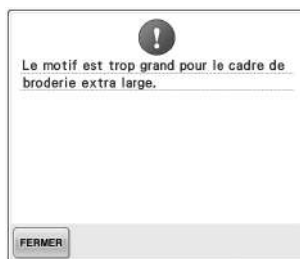 Le motif est trop grand pour le cadre de
broderie extra large.
FERMER